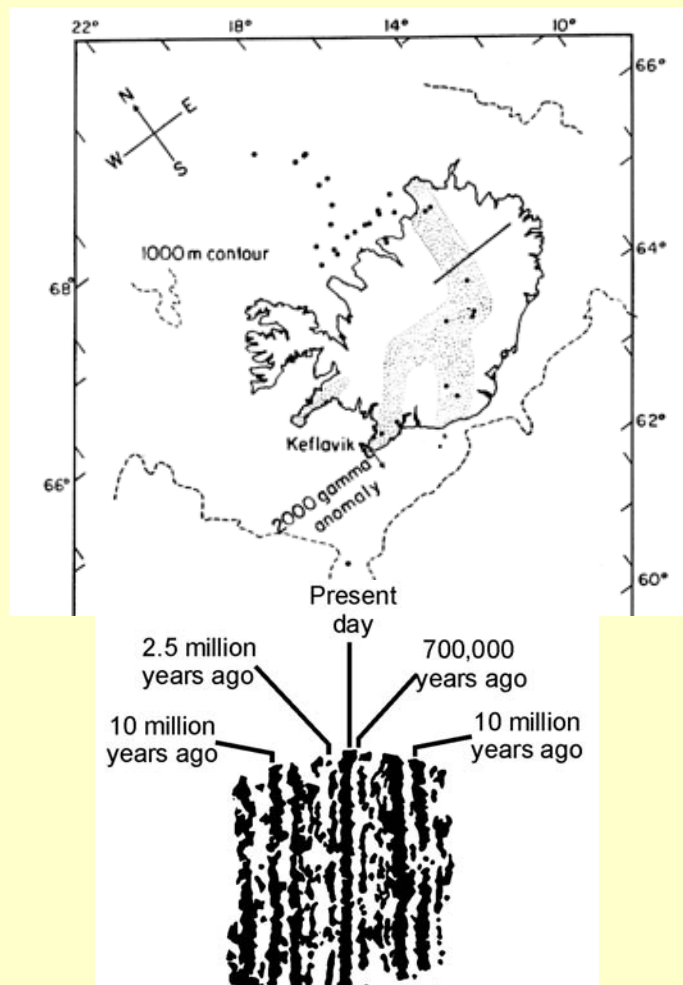 22°
18°
14°
10°
66°
N
E
W
S
1000 m contour
64°
68°
62°
Keflavik
66°
2000 gamma
anomaly
60°
Present
day
2.5 million
years ago
700,000
years ago
10 million
years ago
10 million
years ago